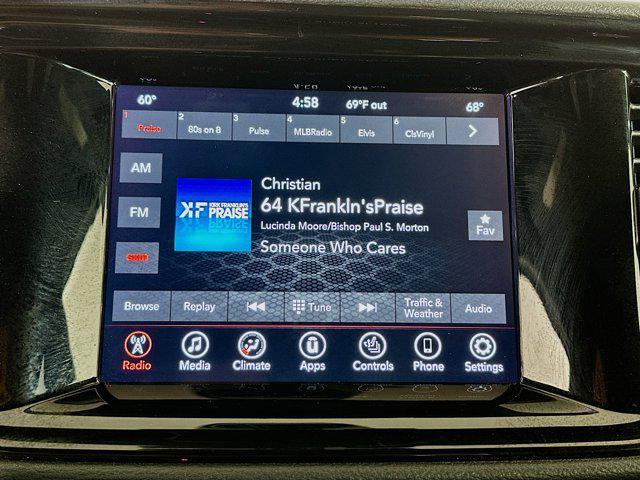 60° 4:58 69°F out 68°
1 Praise 2 80s on 8 3 Pulse 4 MLBRadio 5 Elvis 6 ClsVinyl
AM
FM
SXM
KF KIRK FRANKLIN'S PRAISE
Christian
64 KFrankln'sPraise
Lucinda Moore/Bishop Paul S. Morton
Someone Who Cares
Fav
Browse Replay Tune Traffic & Weather Audio
Radio Media Climate Apps Controls Phone Settings